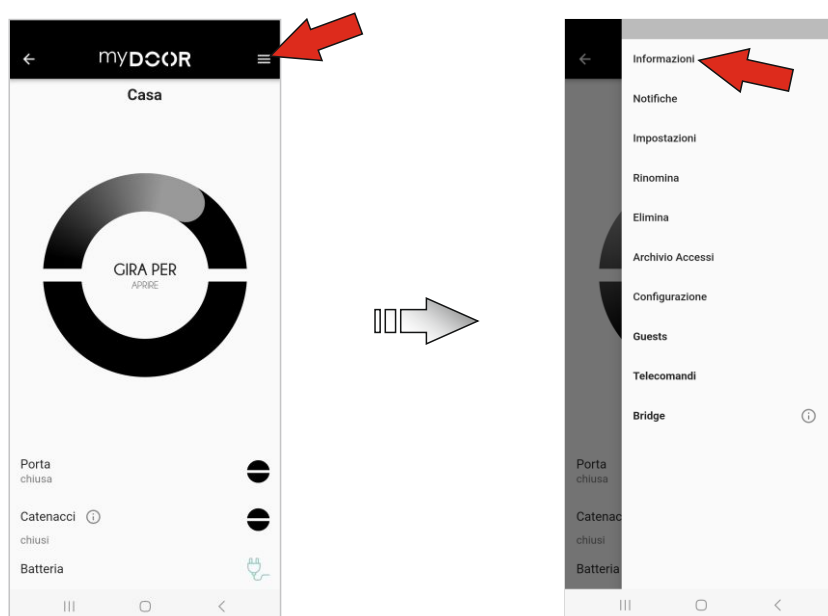 myDOOR
Casa
GIRA PER
APRIRE
Porta
chiusa
Catenacci
chiusi
Batteria
Informazioni
Notifiche
Impostazioni
Rinomina
Elimina
Archivio Accessi
Configurazione
Guests
Telecomandi
Bridge
Porta
chiusa
Catenac
chiusi
Batteria